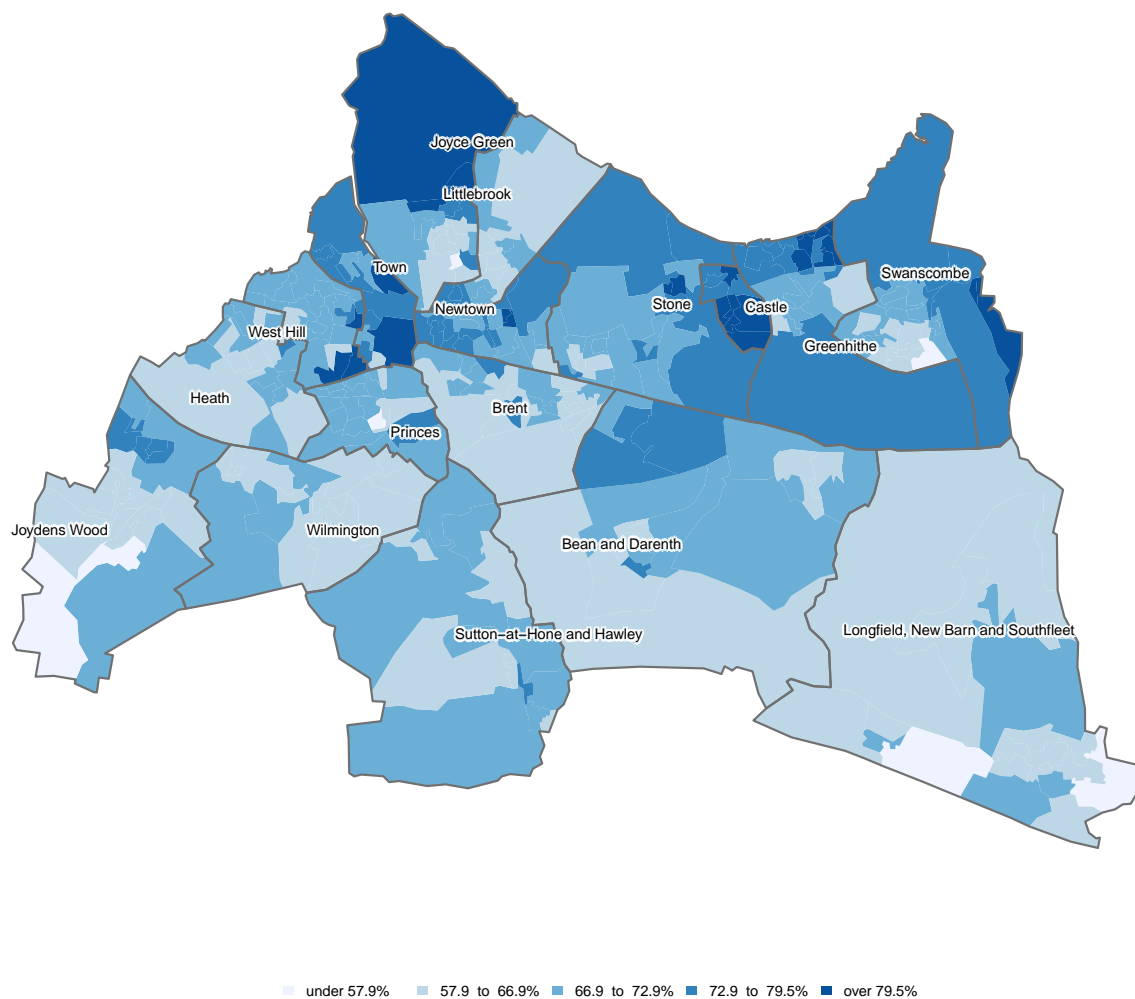 Joyce Green
Littlebrook
Town
Swanscombe
Stone
Castle
Newtown
West Hill
Greenhithe
Heath
Brent
Princes
Joydens Wood
Wilmington
Bean and Darenth
Sutton−at−Hone and Hawley
Longfield, New Barn and Southfleet
under 57.9% 57.9 to 66.9% 66.9 to 72.9% 72.9 to 79.5% over 79.5%